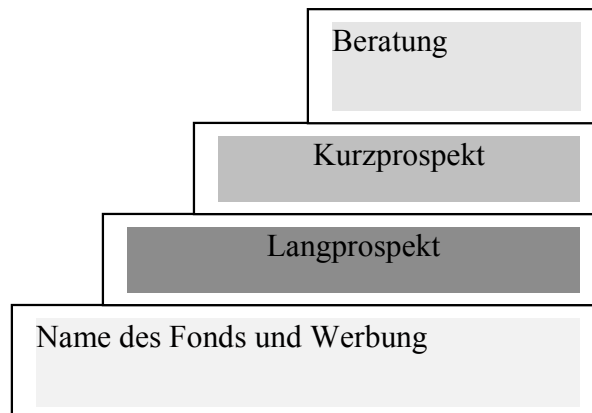 Beratung
Kurzprospekt
Langprospekt
Name des Fonds und Werbung